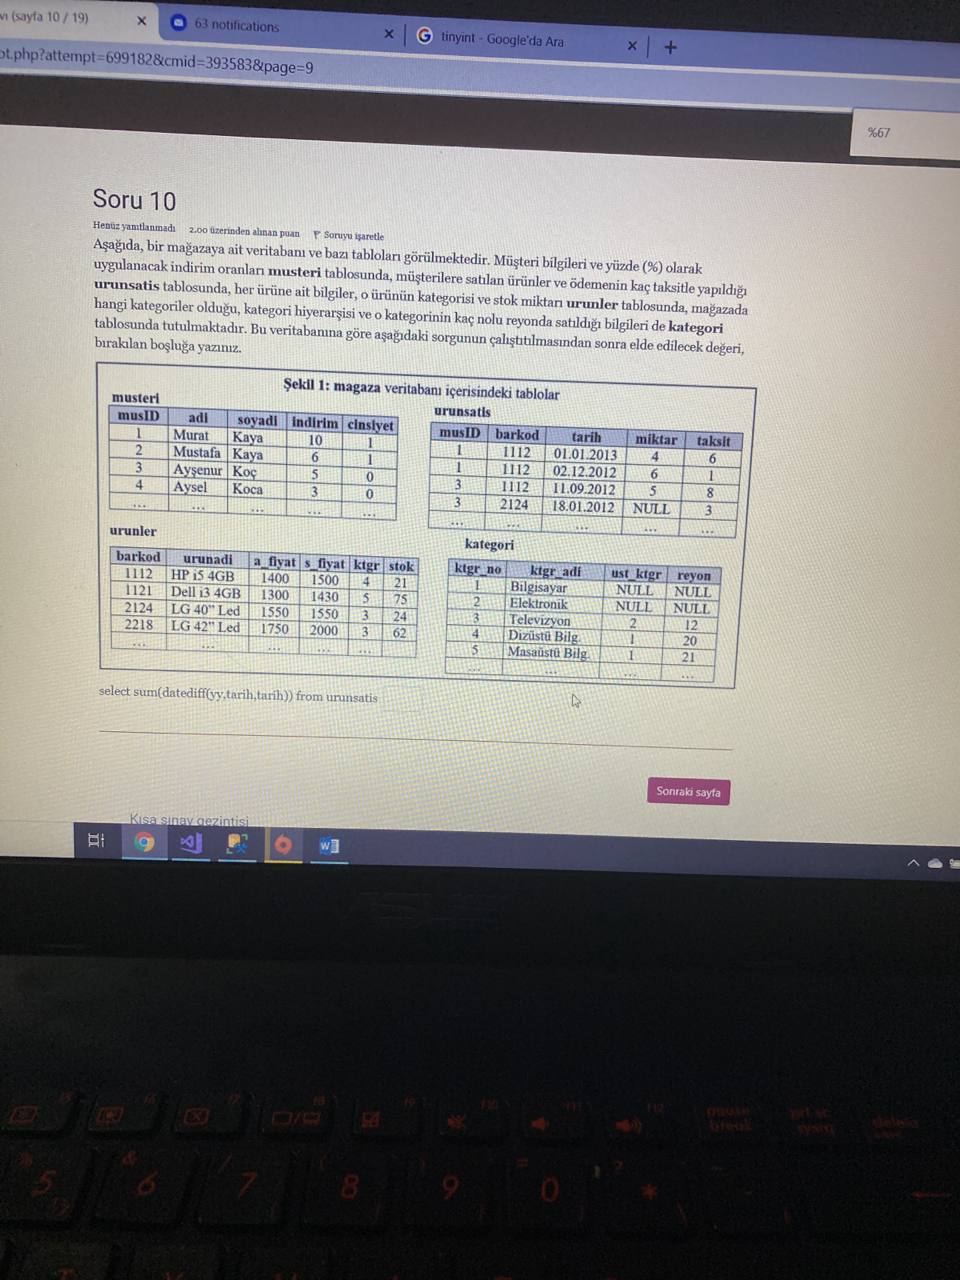 vı (sayfa 10 / 19)
63 notifications
tinyint - Google'da Ara
pt.php?attempt=699182&cmid=393583&page=9
%67
Soru 10
Henüz yanıtlanmadı 2,00 üzerinden alınan puan Soruyu işaretle
Aşağıda, bir mağazaya ait veritabanı ve bazı tabloları görülmektedir. Müşteri bilgileri ve yüzde (%) olarak
uygulanacak indirim oranları musteri tablosunda, müşterilere satılan ürünler ve ödemenin kaç taksitle yapıldığı
urunsatis tablosunda, her ürüne ait bilgiler, o ürünün kategorisi ve stok miktarı urunler tablosunda, mağazada
hangi kategoriler olduğu, kategori hiyerarşisi ve o kategorinin kaç nolu reyonda satıldığı bilgileri de kategori
tablosunda tutulmaktadır. Bu veritabanına göre aşağıdaki sorgunun çalıştıtılmasından sonra elde edilecek değeri,
bırakılan boşluğa yazınız.
Şekil 1: magaza veritabanı içerisindeki tablolar
musteri
musID adi soyadi indirim cinsiyet
1 Murat Kaya 10 1
2 Mustafa Kaya 6 1
3 Ayşenur Koç 5 0
4 Aysel Koca 3 0
... ... ... ... ...
urunsatis
musID barkod tarih miktar taksit
1 1112 01.01.2013 4 6
1 1112 02.12.2012 6 1
3 1112 11.09.2012 5 8
3 2124 18.01.2012 NULL 3
... ... ... ... ...
urunler
barkod urunadi a_fiyat s_fiyat ktgr stok
1112 HP i5 4GB 1400 1500 4 21
1121 Dell i3 4GB 1300 1430 5 75
2124 LG 40" Led 1550 1550 3 24
2218 LG 42" Led 1750 2000 3 62
... ... ... ... ...
kategori
ktgr_no ktgr_adi ust_ktgr reyon
1 Bilgisayar NULL NULL
2 Elektronik NULL NULL
3 Televizyon 2 12
4 Dizüstü Bilg. 1 20
5 Masaüstü Bilg. 1 21
... ... ... ...
select sum(datediff(yy,tarih,tarih)) from urunsatis
Sonraki sayfa
Kısa sınav gezintisi
W
5 6 7 8 9 0 *